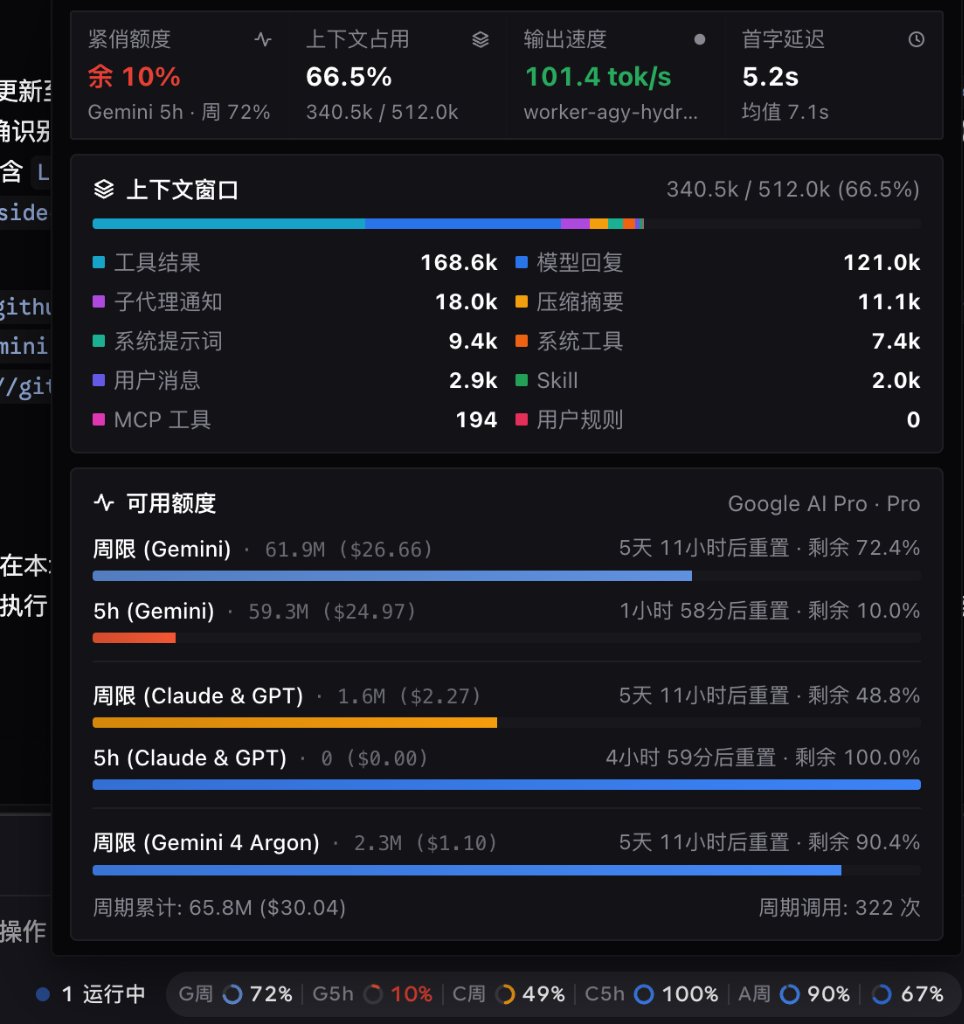 紧俏额度 上下文占用 输出速度 首字延迟
余 10% 66.5% 101.4 tok/s 5.2s
Gemini 5h · 周 72% 340.5k / 512.0k worker-agy-hydr... 均值 7.1s
更新至
确识别
含 L
side
githu
mini
//git
在本
执行
操作
上下文窗口 340.5k / 512.0k (66.5%)
工具结果 168.6k 模型回复 121.0k
子代理通知 18.0k 压缩摘要 11.1k
系统提示词 9.4k 系统工具 7.4k
用户消息 2.9k Skill 2.0k
MCP 工具 194 用户规则 0
可用额度 Google AI Pro · Pro
周限 (Gemini) · 61.9M ($26.66) 5天 11小时后重置 · 剩余 72.4%
5h (Gemini) · 59.3M ($24.97) 1小时 58分后重置 · 剩余 10.0%
周限 (Claude & GPT) · 1.6M ($2.27) 5天 11小时后重置 · 剩余 48.8%
5h (Claude & GPT) · 0 ($0.00) 4小时 59分后重置 · 剩余 100.0%
周限 (Gemini 4 Argon) · 2.3M ($1.10) 5天 11小时后重置 · 剩余 90.4%
周期累计: 65.8M ($30.04) 周期调用: 322 次
1 运行中 G周 72% G5h 10% C周 49% C5h 100% A周 90% 67%